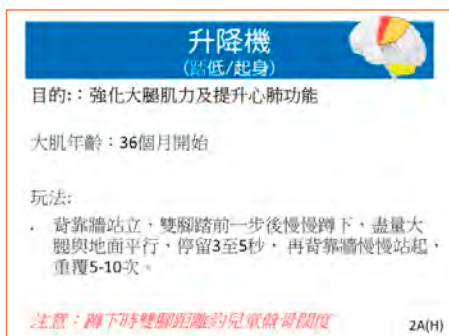 升降機
(踎低/起身)
目的:：強化大腿肌力及提升心肺功能
大肌年齡：36個月開始
玩法:
• 背靠牆站立，雙腳踏前一步後慢慢蹲下，盡量大
腿與地面平行，停留3至5秒， 再背靠牆慢慢站起，
重覆5-10次。
注意：蹲下時雙腳距離約兒童盤骨闊度
2A(H)